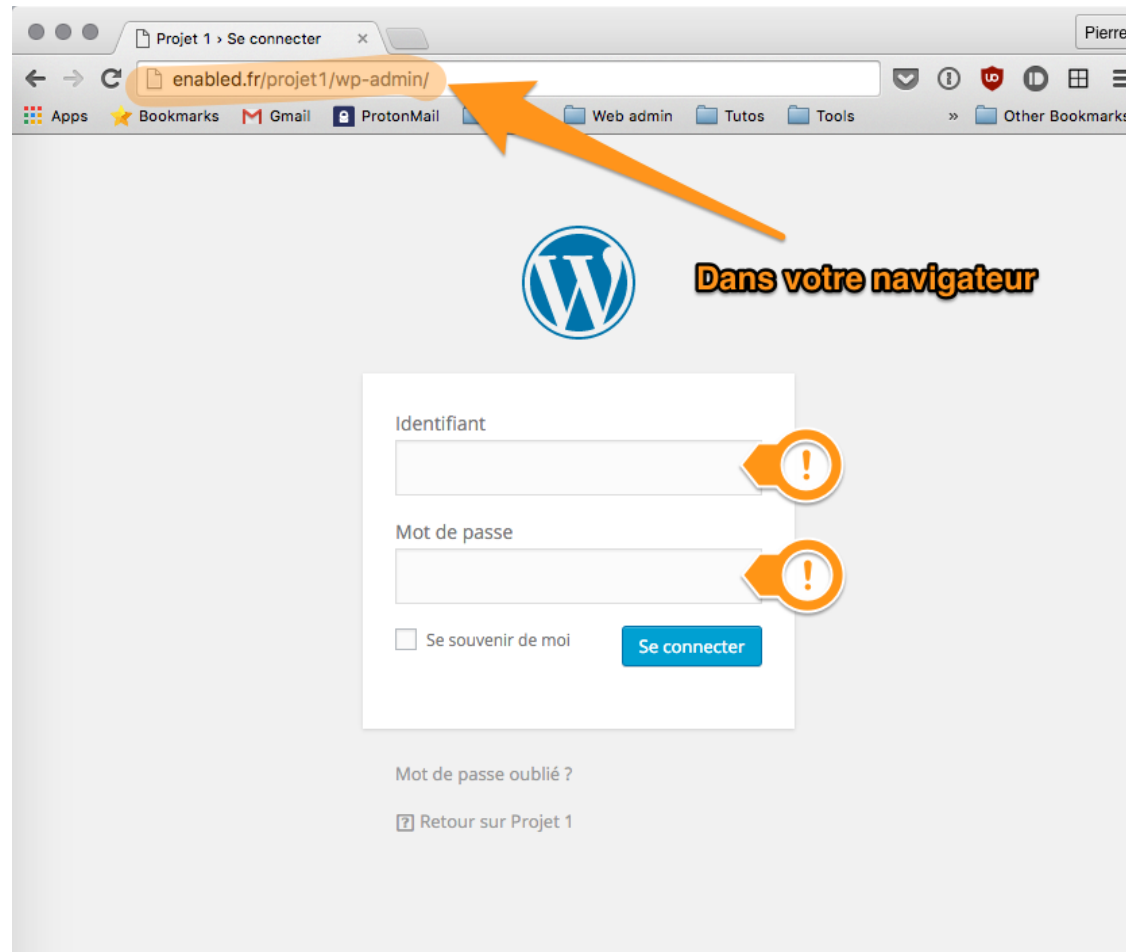 Projet 1 › Se connecter
Pierre
enabled.fr/projet1/wp-admin/
Apps Bookmarks Gmail ProtonMail Web admin Tutos Tools » Other Bookmarks
Dans votre navigateur
Identifiant
Mot de passe
Se souvenir de moi Se connecter
Mot de passe oublié ?
Retour sur Projet 1